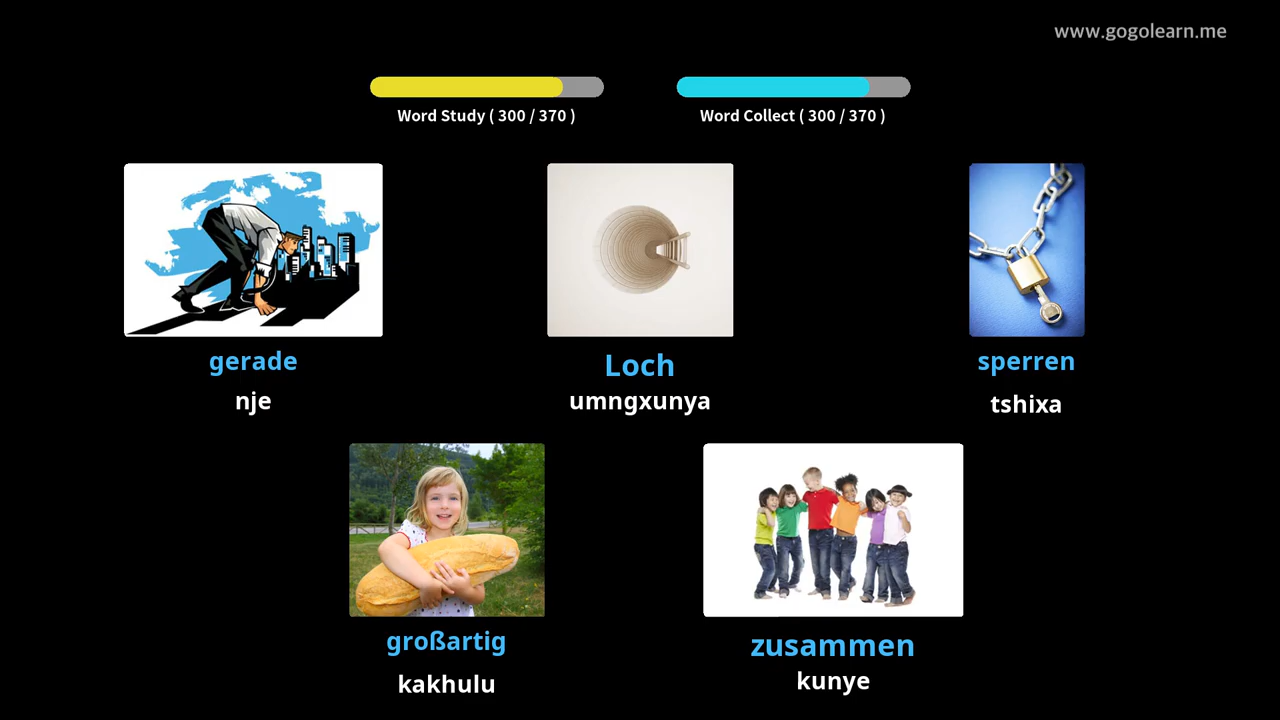 www.gogolearn.me
Word Study ( 300 / 370 )
Word Collect ( 300 / 370 )
gerade
nje
Loch
umngxunya
sperren
tshixa
großartig
kakhulu
zusammen
kunye